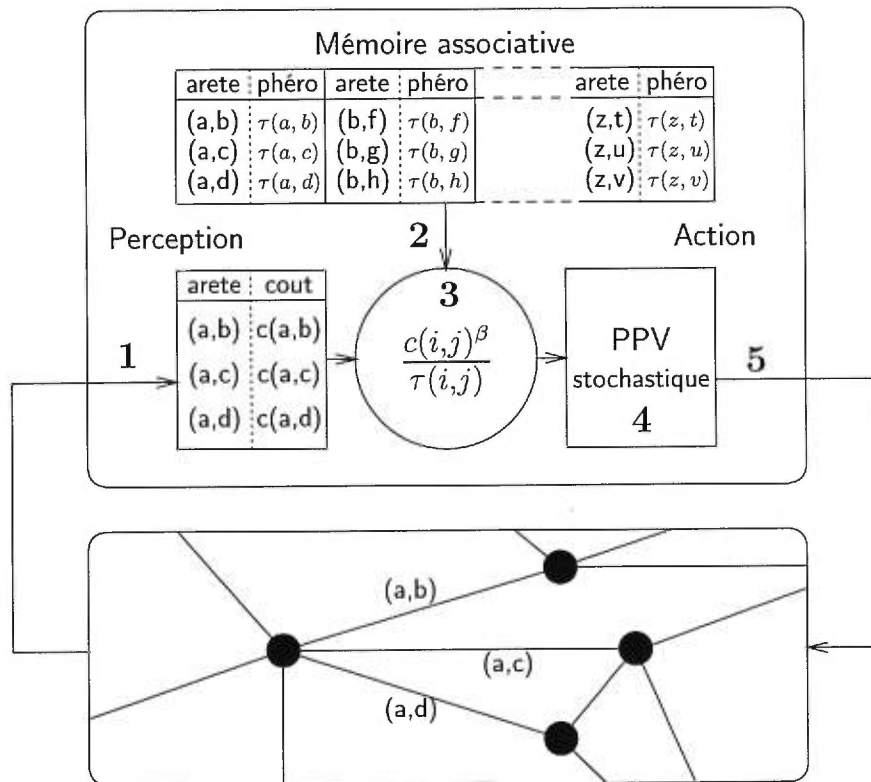 Mémoire associative
arete phéro arete phéro arete phéro
(a,b) τ(a, b) (b,f) τ(b, f) (z,t) τ(z, t)
(a,c) τ(a, c) (b,g) τ(b, g) (z,u) τ(z, u)
(a,d) τ(a, d) (b,h) τ(b, h) (z,v) τ(z, v)
Perception
2
Action
arete cout
(a,b) c(a,b)
(a,c) c(a,c)
(a,d) c(a,d)
1
3
c(i,j)^β
τ(i,j)
PPV
stochastique
4
5
(a,b)
(a,c)
(a,d)